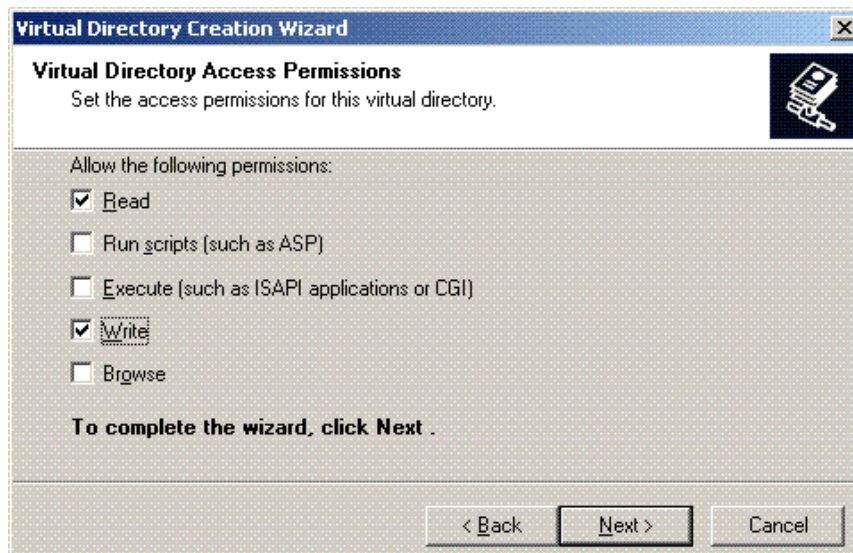 Virtual Directory Creation Wizard
Virtual Directory Access Permissions
Set the access permissions for this virtual directory.
Allow the following permissions:
Read
Run scripts (such as ASP)
Execute (such as ISAPI applications or CGI)
Write
Browse
To complete the wizard, click Next .
< Back Next > Cancel